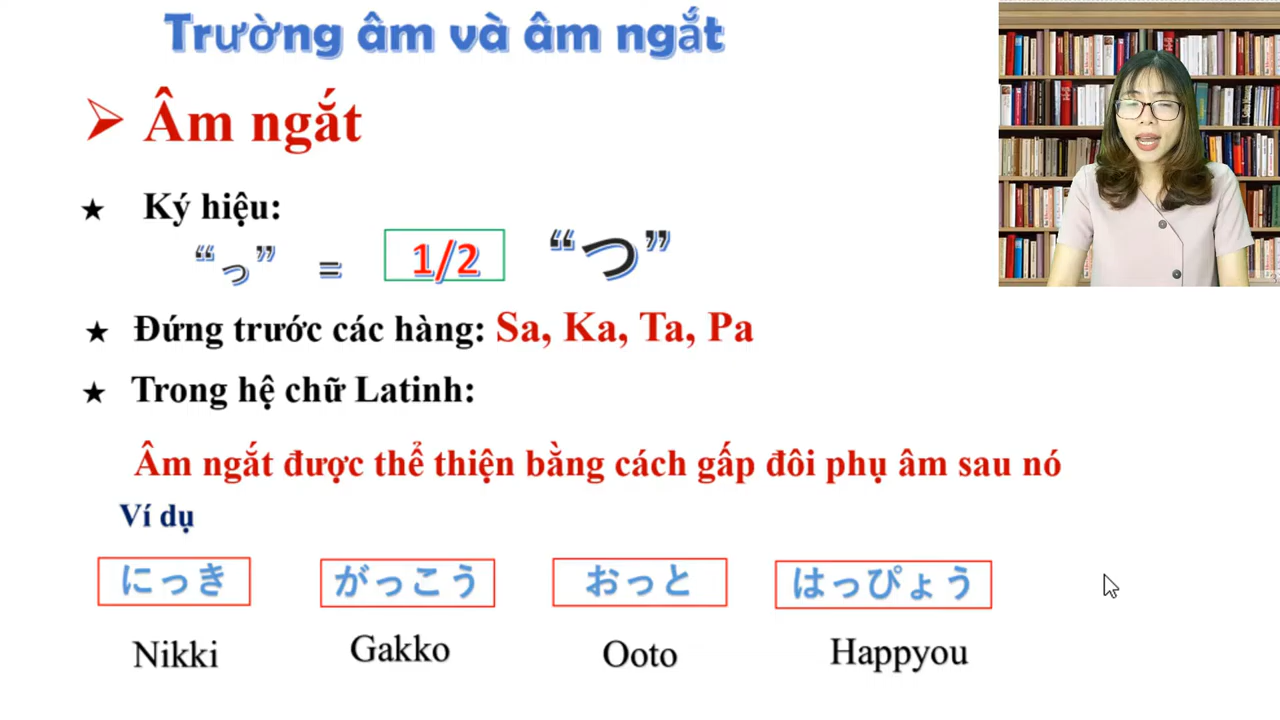 Trường âm và âm ngắt
Âm ngắt
Ký hiệu:
“っ” = 1/2 “つ”
Đứng trước các hàng: Sa, Ka, Ta, Pa
Trong hệ chữ Latinh:
Âm ngắt được thể thiện bằng cách gấp đôi phụ âm sau nó
Ví dụ
にっき がっこう おっと はっぴょう
Nikki Gakko Ooto Happyou